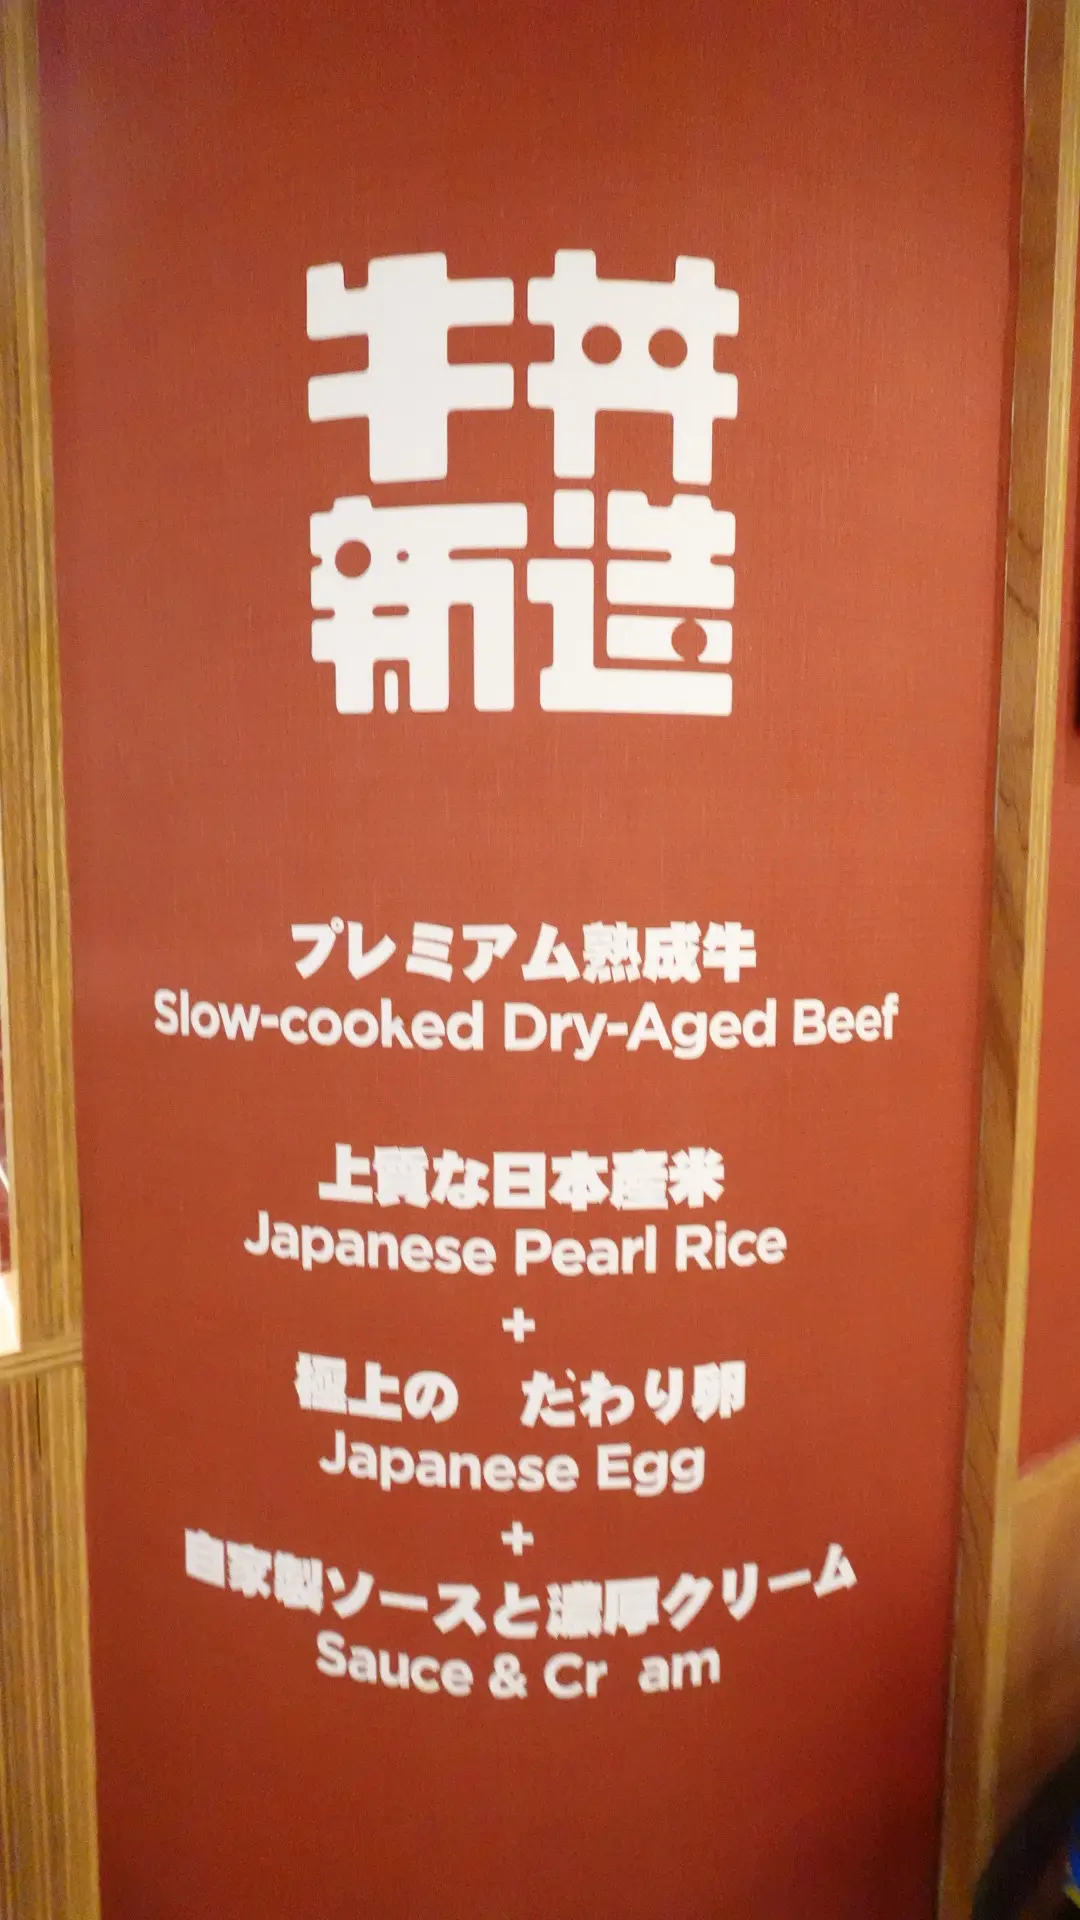 牛丼
新造
プレミアム熟成牛
Slow-cooked Dry-Aged Beef
上質な日本産米
Japanese Pearl Rice
+
極上の だわり卵
Japanese Egg
+
自家製ソースと濃厚クリーム
Sauce & Cr am